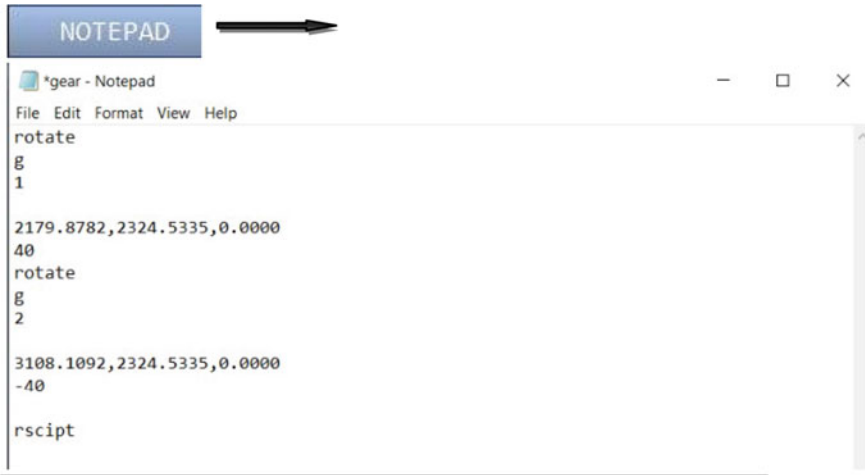 NOTEPAD
*gear - Notepad
File Edit Format View Help
rotate
g
1
2179.8782,2324.5335,0.0000
40
rotate
g
2
3108.1092,2324.5335,0.0000
-40
rscipt